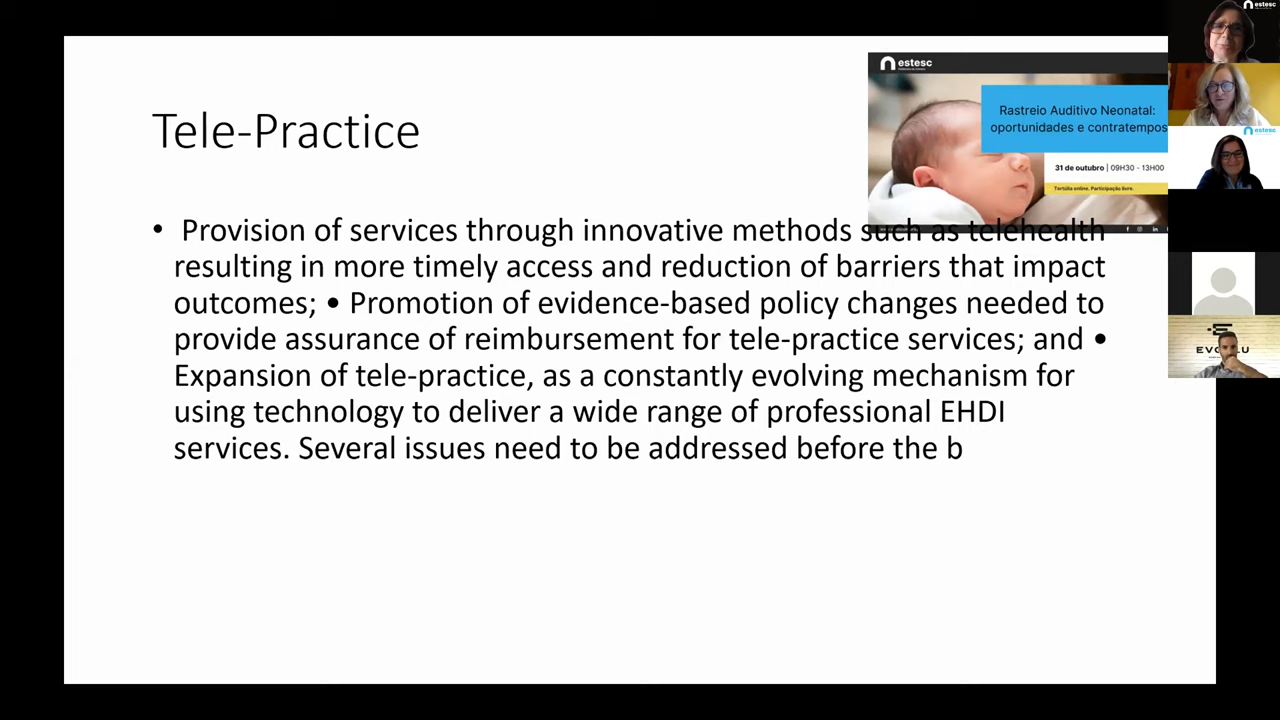 estesc
Tele-Practice
estesc
Rastreio Auditivo Neonatal:
oportunidades e contratempos
31 de outubro | 09H30 - 13H00
Tertúlia online. Participação livre.
• Provision of services through innovative methods such as telehealth
resulting in more timely access and reduction of barriers that impact
outcomes; • Promotion of evidence-based policy changes needed to
provide assurance of reimbursement for tele-practice services; and •
Expansion of tele-practice, as a constantly evolving mechanism for
using technology to deliver a wide range of professional EHDI
services. Several issues need to be addressed before the b
estesc